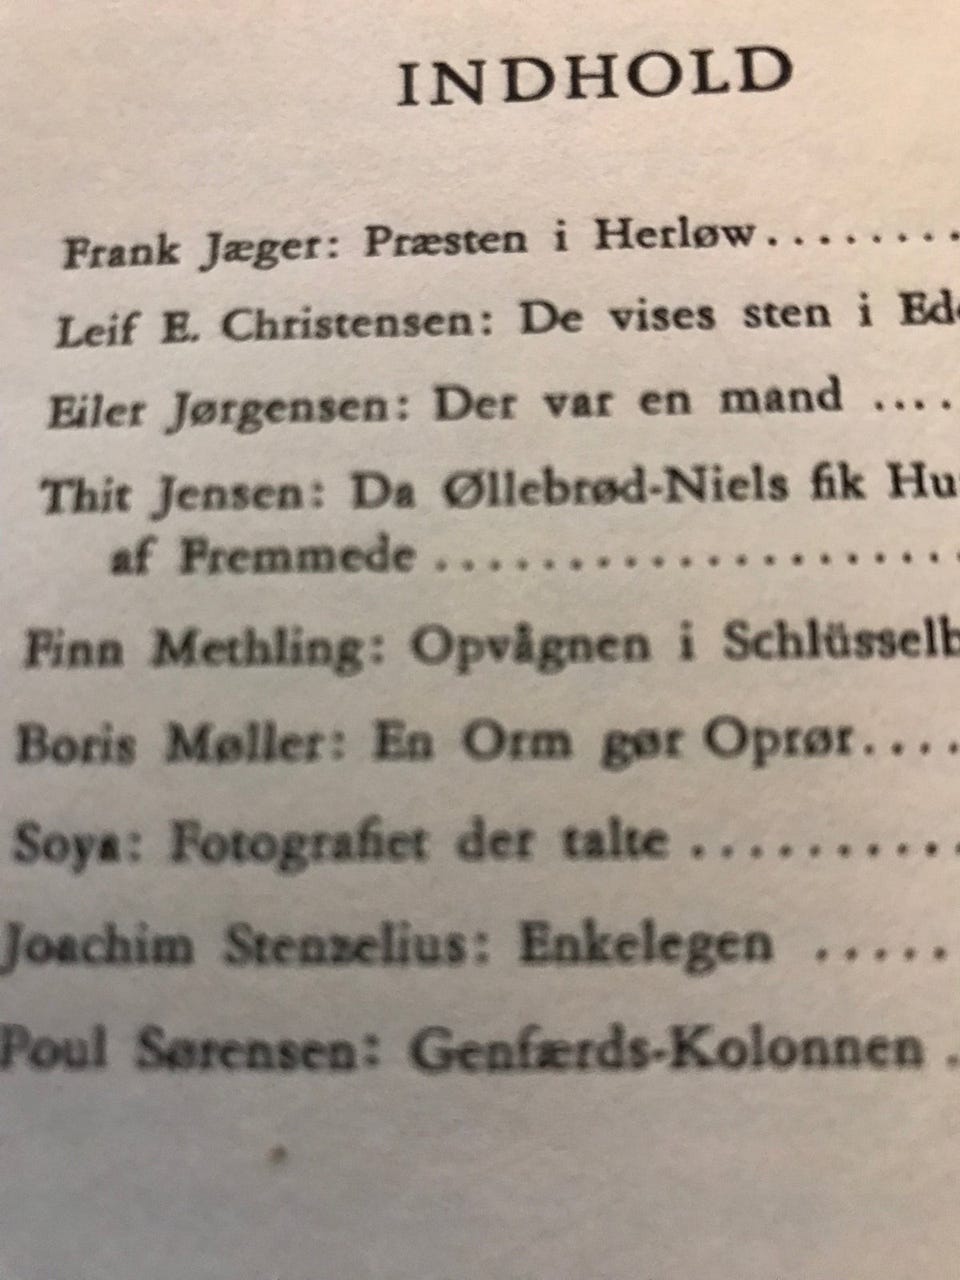 INDHOLD
Frank Jæger: Præsten i Herløw.........
Leif E. Christensen: De vises sten i
Eiler Jørgensen: Der var en mand ....
Thit Jensen: Da Øllebrød-Niels fik
af Fremmede ....................
Finn Methling: Opvågnen i
Boris Møller: En Orm gør Oprør....
Soya: Fotografiet der talte ..........
Joachim Stenzelius: Enkelegen .....
Poul Sørensen: Genfærds-Kolonnen .